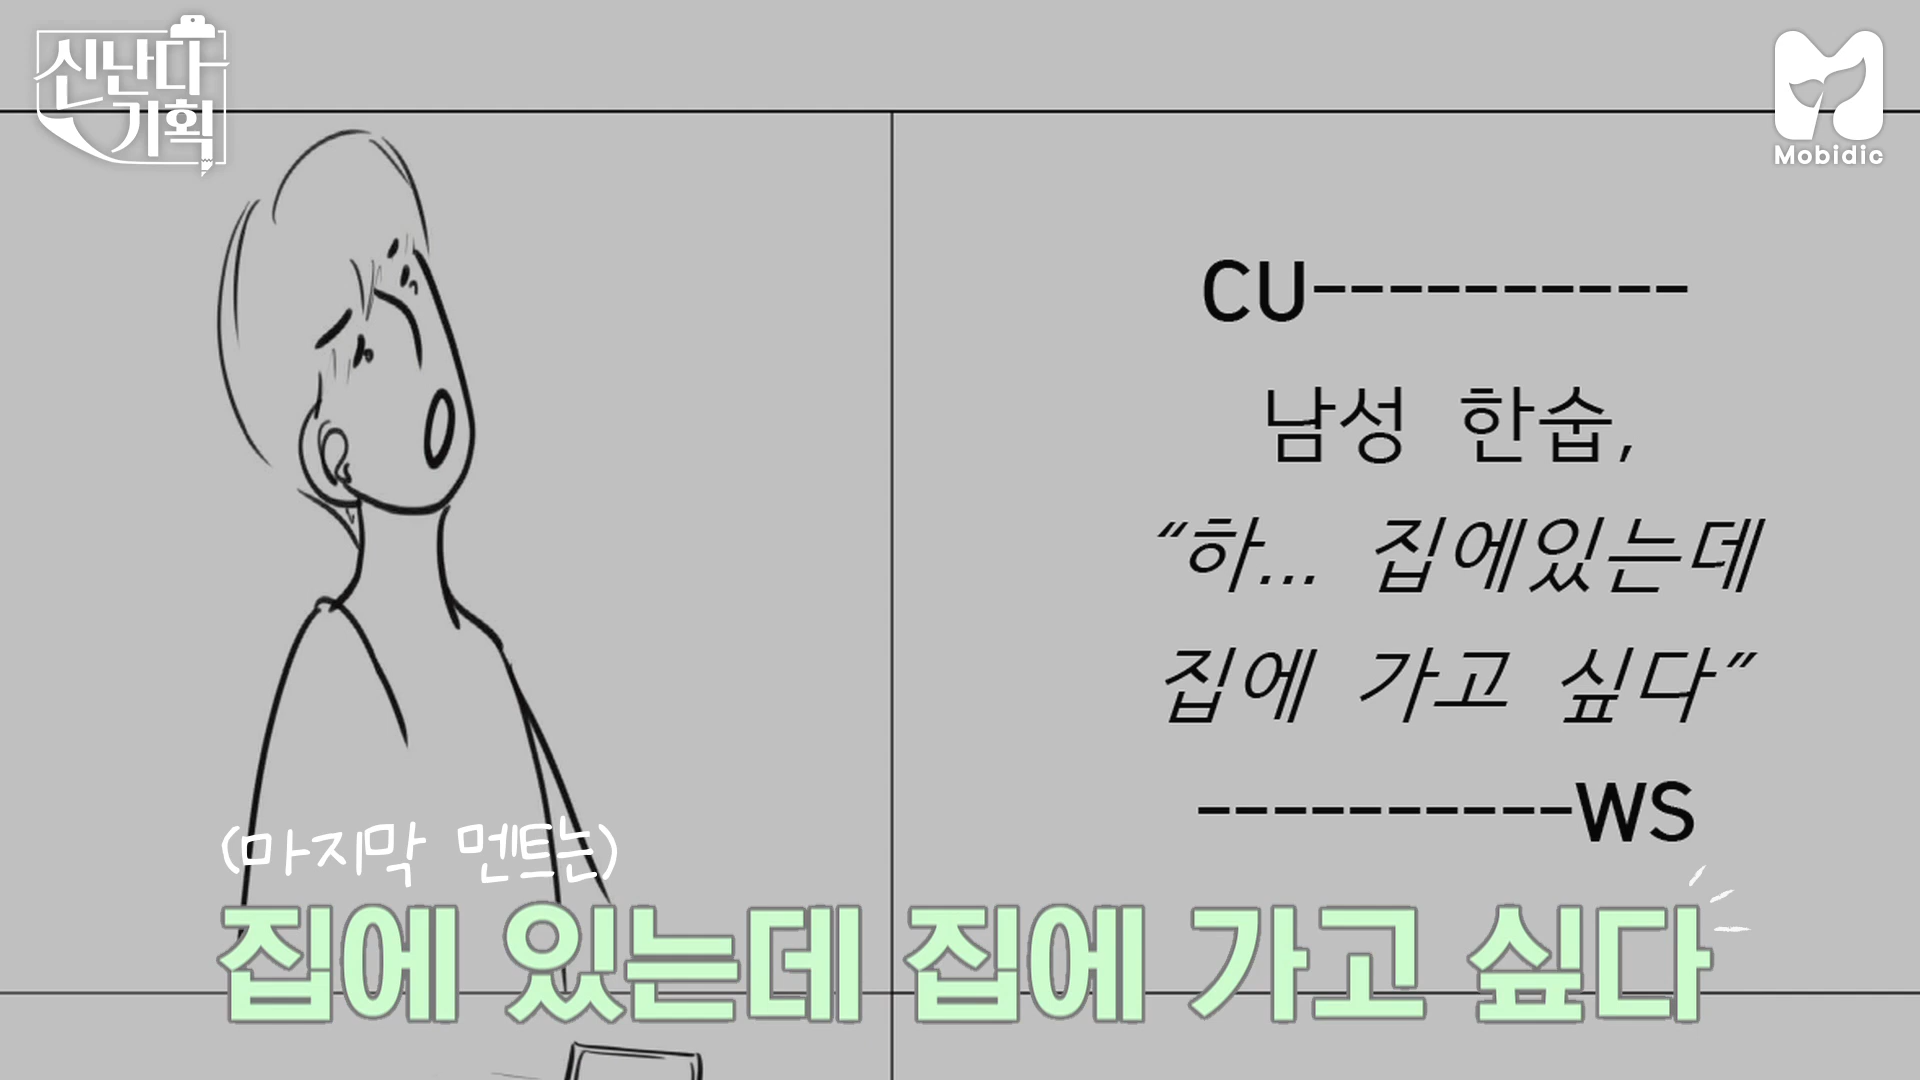 신난다
기획
Mobidic
CU----------
남성 한숩,
“하... 집에있는데
집에 가고 싶다”
----------WS
(마지막 멘트는)
집에 있는데 집에 가고 싶다